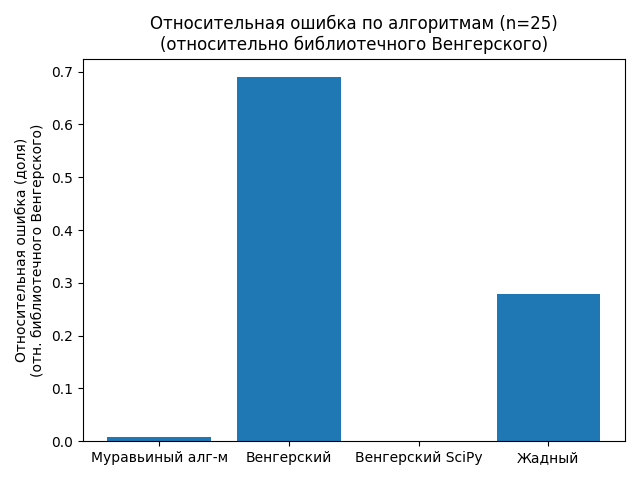 Относительная ошибка по алгоритмам (n=25)
(относительно библиотечного Венгерского)
Относительная ошибка (доля)
(отн. библиотечного Венгерского)
0.7
0.6
0.5
0.4
0.3
0.2
0.1
0.0
Муравьиный алг-м Венгерский Венгерский SciPy Жадный